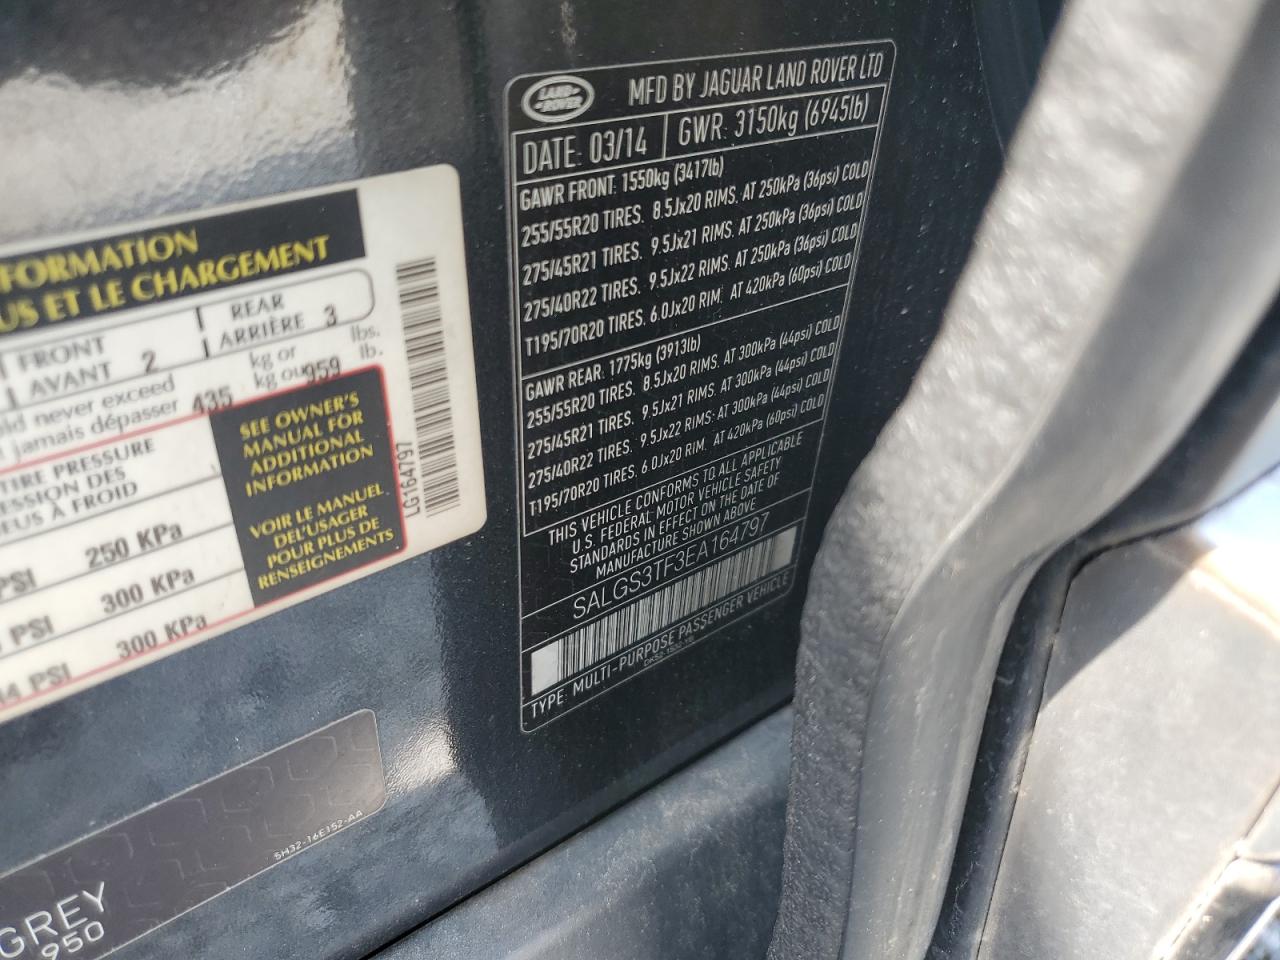 FORMATION
US ET LE CHARGEMENT
FRONT
AVANT 2
REAR
ARRIÈRE 3
never exceed
jamais dépasser 435
kg or
kg ou 959
lbs.
lb.
TIRE PRESSURE
DES
À FROID
PSI 250 KPa
PSI 300 KPa
PSI 300 KPa
SEE OWNER'S
MANUAL FOR
ADDITIONAL
INFORMATION
VOIR LE MANUEL
DE L'USAGER
POUR PLUS DE
RENSEIGNEMENTS
LG164797
LAND
ROVER
MFD BY JAGUAR LAND ROVER LTD
DATE: 03/14 GWR: 3150kg (6945lb)
GAWR FRONT: 1550kg (3417lb)
255/55R20 TIRES. 8.5Jx20 RIMS. AT 250kPa (36psi) COLD
275/45R21 TIRES. 9.5Jx21 RIMS. AT 250kPa (36psi) COLD
275/40R22 TIRES. 9.5Jx22 RIMS. AT 250kPa (36psi) COLD
T195/70R20 TIRES. 6.0Jx20 RIM. AT 420kPa (60psi) COLD
GAWR REAR: 1775kg (3913lb)
255/55R20 TIRES. 8.5Jx20 RIMS. AT 300kPa (44psi) COLD
275/45R21 TIRES. 9.5Jx21 RIMS. AT 300kPa (44psi) COLD
275/40R22 TIRES. 9.5Jx22 RIMS: AT 300kPa (44psi) COLD
T195/70R20 TIRES. 6.0Jx20 RIM. AT 420kPa (60psi) COLD
THIS VEHICLE CONFORMS TO ALL APPLICABLE
U.S. FEDERAL MOTOR VEHICLE SAFETY
STANDARDS IN EFFECT ON THE DATE OF
MANUFACTURE SHOWN ABOVE
SALGS3TF3EA164797
TYPE: MULTI-PURPOSE PASSENGER VEHICLE
5H32-16E152-AA
GREY
950